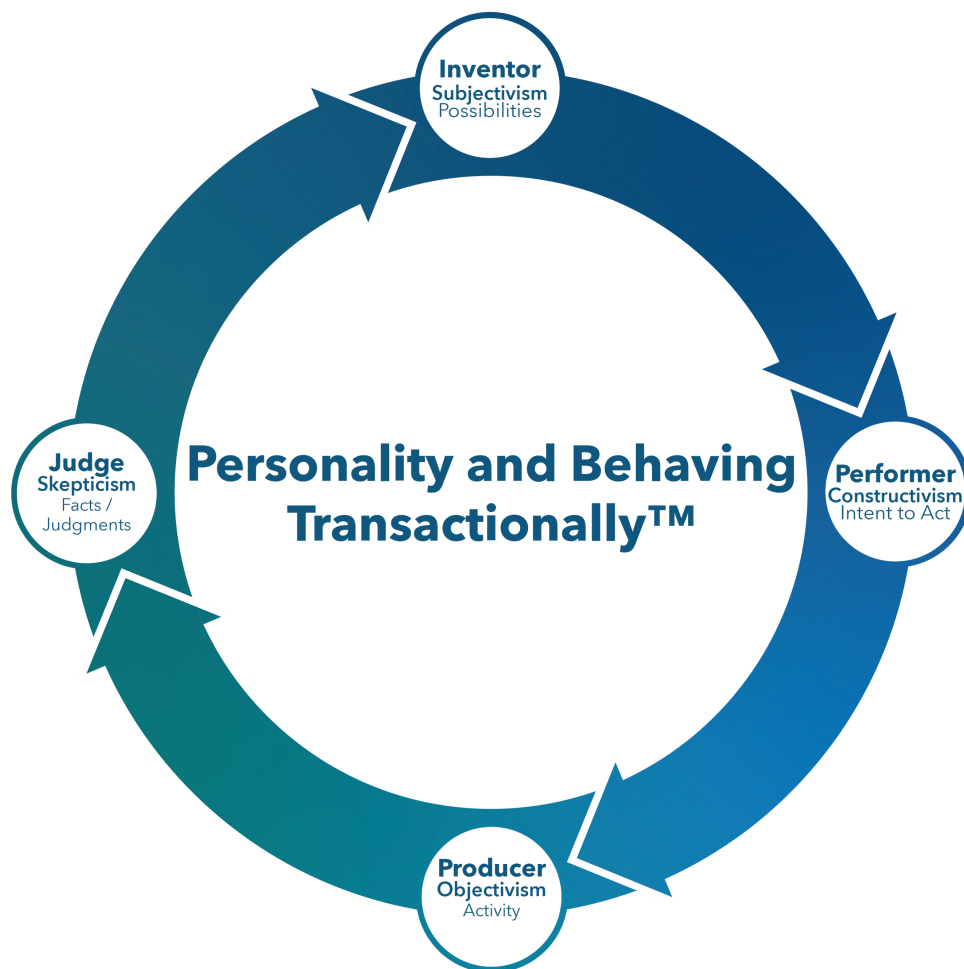 Inventor
Subjectivism
Possibilities
Judge
Skepticism
Facts /
Judgments
Personality and Behaving
Transactionally™
Performer
Constructivism
Intent to Act
Producer
Objectivism
Activity